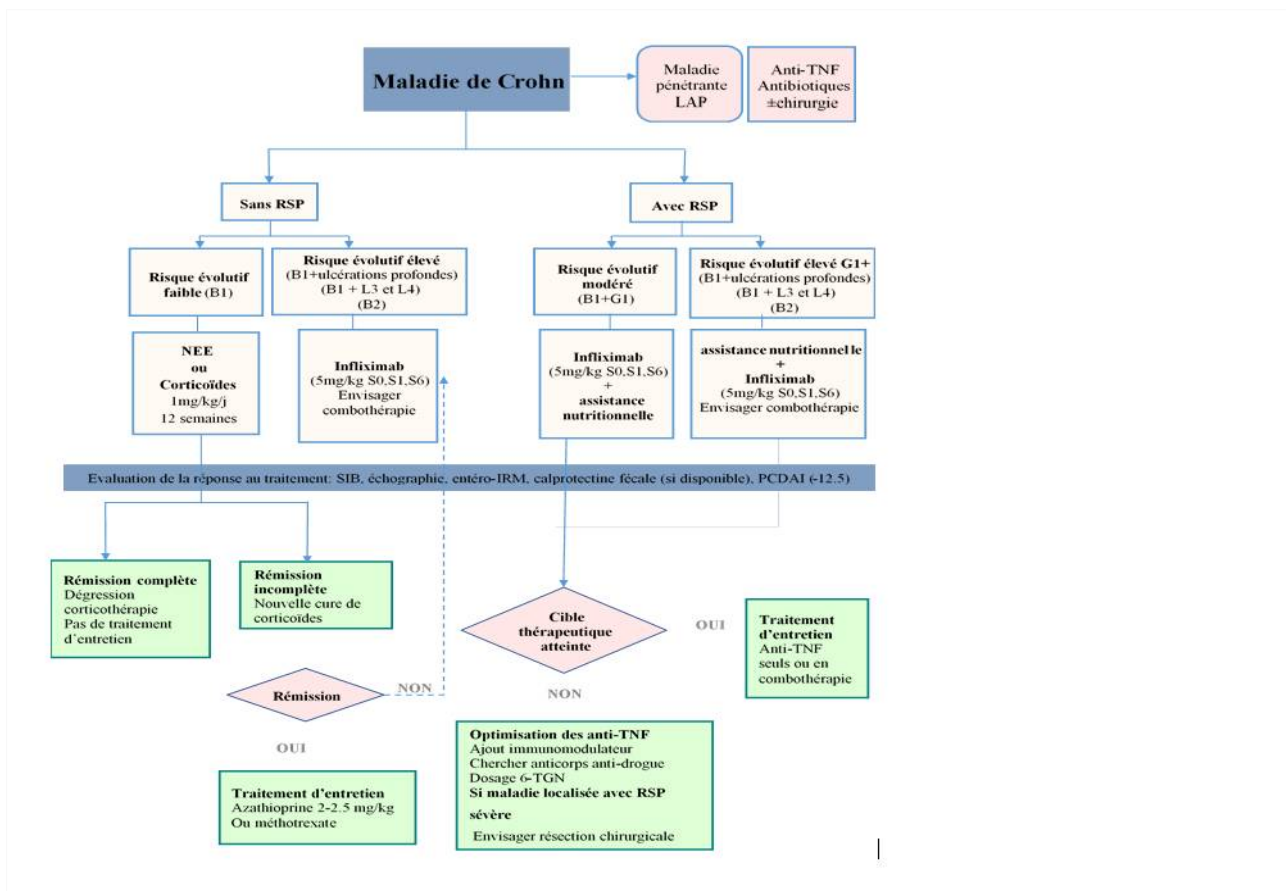 Maladie de Crohn
Maladie
pénétrante
LAP
Anti-TNF
Antibiotiques
±chirurgie
Sans RSP
Avec RSP
Risque évolutif
faible (B1)
Risque évolutif élevé
(B1+ulcérations profondes)
(B1 + L3 et L4)
(B2)
Risque évolutif
modéré
(B1+G1)
Risque évolutif élevé G1+
(B1+ulcérations profondes)
(B1 + L3 et L4)
(B2)
NEE
ou
Corticoïdes
1mg/kg/j
12 semaines
Infliximab
(5mg/kg S0,S1,S6)
Envisager
combothérapie
Infliximab
(5mg/kg S0,S1,S6)
+
assistance
nutritionnelle
assistance nutritionnelle
+
Infliximab
(5mg/kg S0,S1,S6)
Envisager combothérapie
Evaluation de la réponse au traitement: SIB, échographie, entéro-IRM, calprotectine fécale (si disponible), PCDAI (-12.5)
Rémission complète
Dégression
corticothérapie
Pas de traitement
d'entretien
Rémission
incomplète
Nouvelle cure de
corticoïdes
Cible
thérapeutique
atteinte
OUI
Traitement
d'entretien
Anti-TNF
seuls ou en
combothérapie
Rémission
NON
NON
OUI
Optimisation des anti-TNF
Ajout immunomodulateur
Chercher anticorps anti-drogue
Dosage 6-TGN
Si maladie localisée avec RSP
sévère
Envisager résection chirurgicale
Traitement d'entretien
Azathioprine 2-2.5 mg/kg
Ou méthotrexate